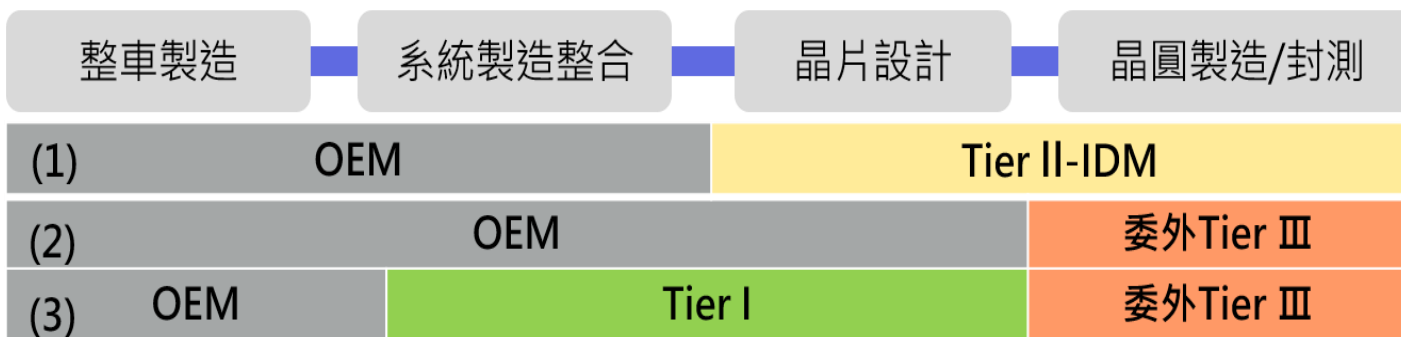 整車製造 系統製造整合 晶片設計 晶圓製造/封測
(1) OEM Tier II-IDM
(2) OEM 委外Tier Ⅲ
(3) OEM Tier I 委外Tier Ⅲ